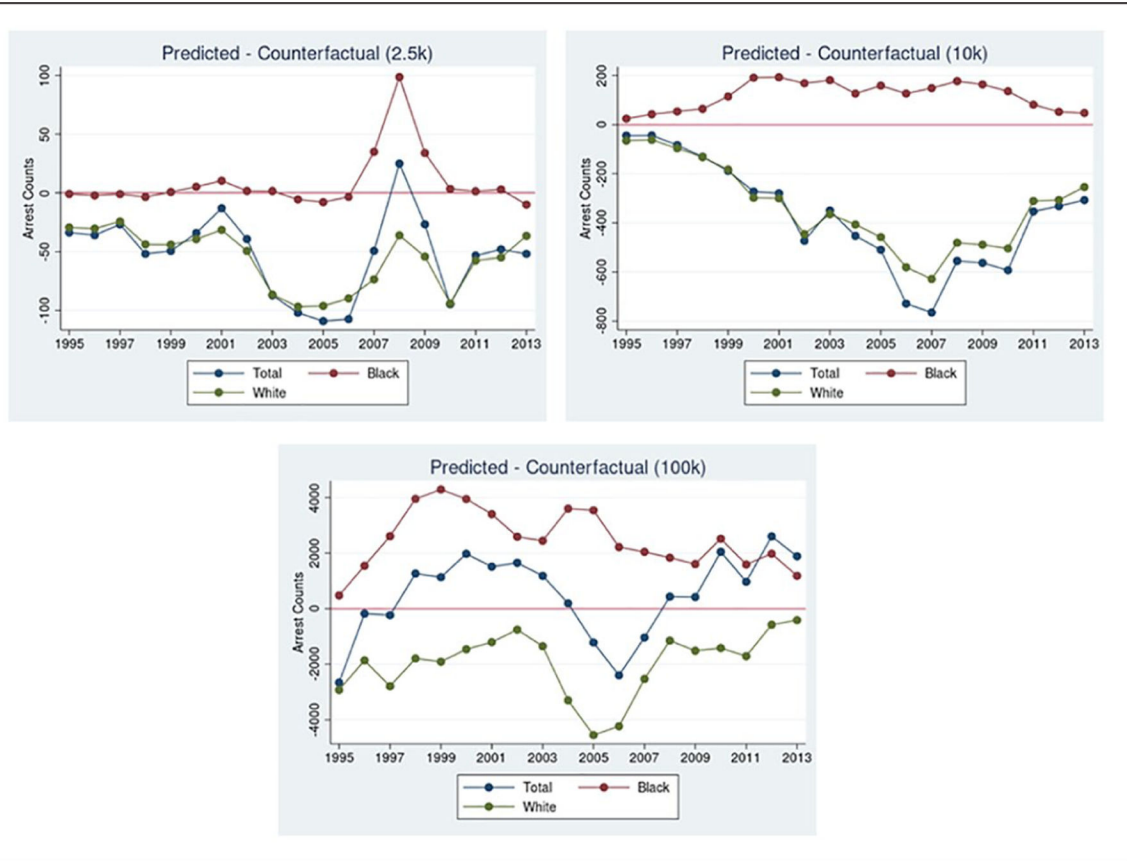 Predicted - Counterfactual (2.5k)
Arrest Counts
100
50
0
-50
-100
1995 1997 1999 2001 2003 2005 2007 2009 2011 2013
Total Black
White
Predicted - Counterfactual (10k)
Arrest Counts
200
0
-200
-400
-600
-800
1995 1997 1999 2001 2003 2005 2007 2009 2011 2013
Total Black
White
Predicted - Counterfactual (100k)
Arrest Counts
4000
2000
0
-2000
-4000
1995 1997 1999 2001 2003 2005 2007 2009 2011 2013
Total Black
White